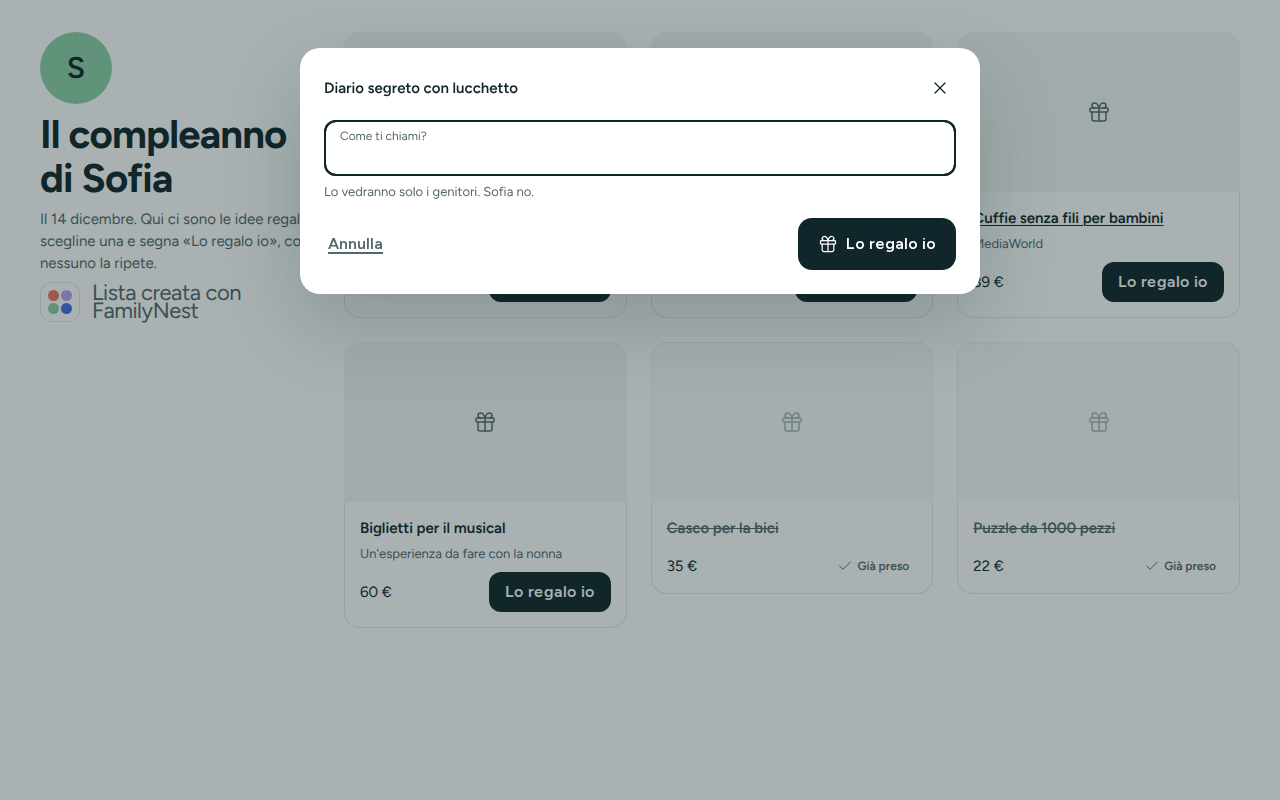 S
Il compleanno
di Sofia
Il 14 dicembre. Qui ci sono le idee regal
scegline una e segna «Lo regalo io», co
nessuno la ripete.
Lista creata con
FamilyNest
Diario segreto con lucchetto
Come ti chiami?
Lo vedranno solo i genitori. Sofia no.
Annulla
Lo regalo io
Cuffie senza fili per bambini
MediaWorld
€
Lo regalo io
Biglietti per il musical
Un'esperienza da fare con la nonna
60 €
Lo regalo io
Casco per la bici
35 €
Già preso
Puzzle da 1000 pezzi
22 €
Già preso